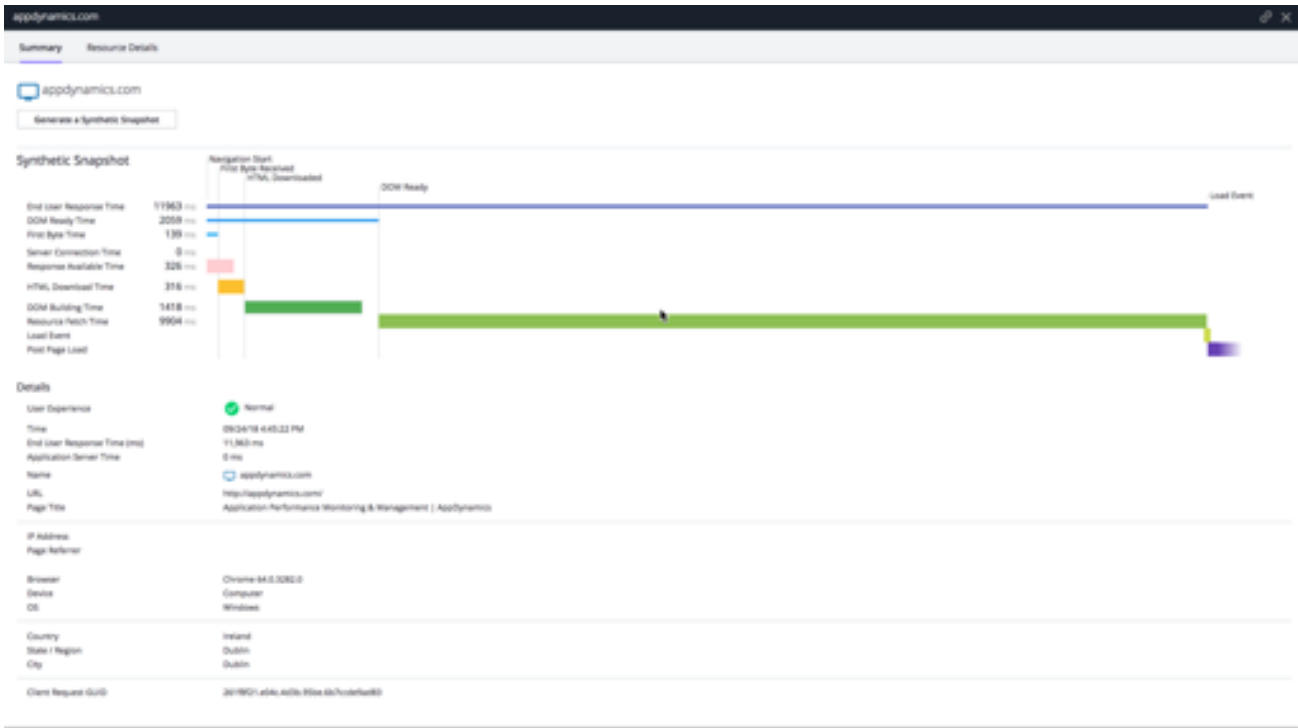 appdynamics.com
Summary Resource Details
appdynamics.com
Generate a Synthetic Snapshot
Synthetic Snapshot
Navigation Start
First Byte Received
HTML Downloaded
DOM Ready
Load Event
End User Response Time 11963 ms
DOM Ready Time 2059 ms
First Byte Time 139 ms
Server Connection Time 0 ms
Response Available Time 326 ms
HTML Download Time 316 ms
DOM Building Time 1418 ms
Resource Fetch Time 9904 ms
Load Event
Post Page Load
Details
User Experience Normal
Time 09/24/18 4:45:22 PM
End User Response Time (ms) 11,963 ms
Application Server Time 0 ms
Name appdynamics.com
URL http://appdynamics.com/
Page Title Application Performance Monitoring & Management | AppDynamics
IP Address
Page Referrer
Browser Chrome 64.0.3282.0
Device Computer
OS Windows
Country Ireland
State / Region Dublin
City Dublin
Client Request GUID